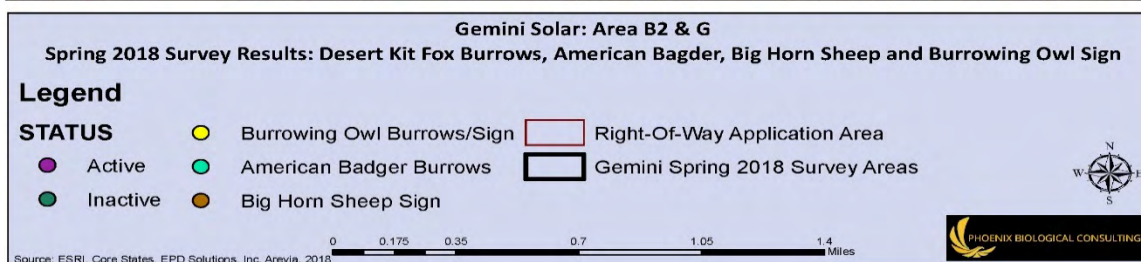 Gemini Solar: Area B2 & G
Spring 2018 Survey Results: Desert Kit Fox Burrows, American Bagder, Big Horn Sheep and Burrowing Owl Sign
Legend
STATUS
Active
Inactive
Burrowing Owl Burrows/Sign
American Badger Burrows
Big Horn Sheep Sign
Right-Of-Way Application Area
Gemini Spring 2018 Survey Areas
N
W E
S
0 0.175 0.35 0.7 1.05 1.4
Miles
PHOENIX BIOLOGICAL CONSULTING
Source: ESRI, Core States, EPD Solutions, Inc. Arevia, 2018